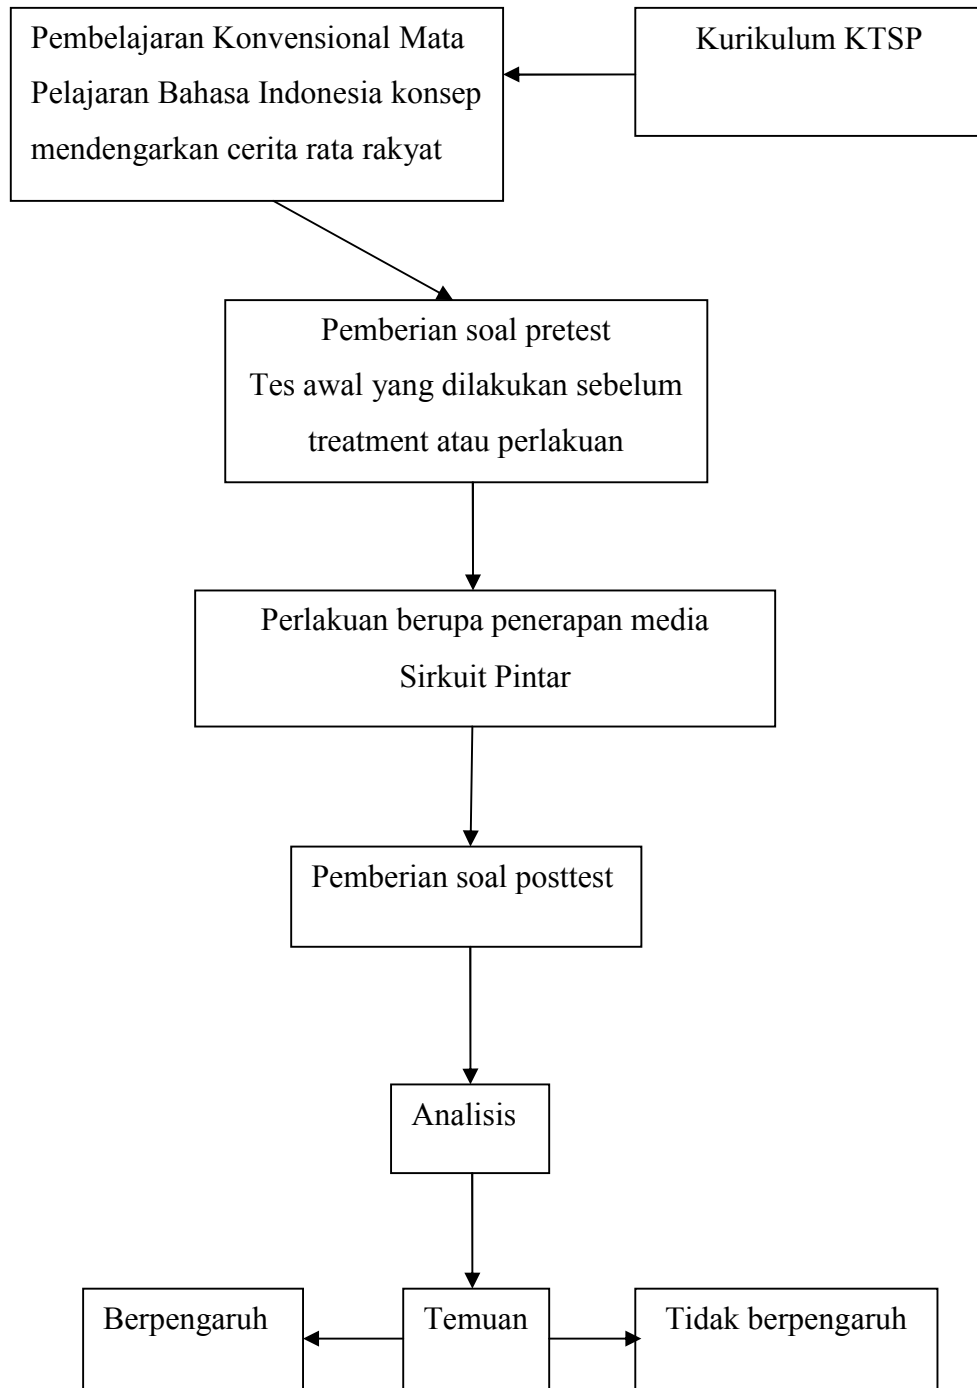 Pembelajaran Konvensional Mata
Pelajaran Bahasa Indonesia konsep
mendengarkan cerita rata rakyat
Kurikulum KTSP
Pemberian soal pretest
Tes awal yang dilakukan sebelum
treatment atau perlakuan
Perlakuan berupa penerapan media
Sirkuit Pintar
Pemberian soal posttest
Analisis
Berpengaruh
Temuan
Tidak berpengaruh